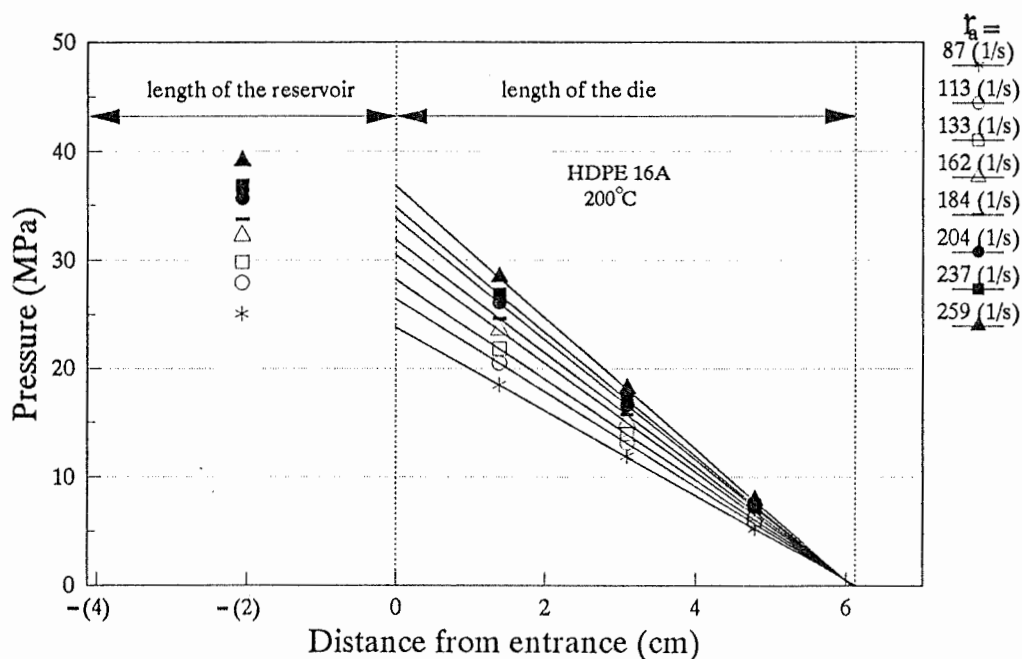 ṙₐ =
87 (1/s)
113 (1/s)
133 (1/s)
162 (1/s)
184 (1/s)
204 (1/s)
237 (1/s)
259 (1/s)
50
40
30
20
10
0
Pressure (MPa)
length of the reservoir
length of the die
HDPE 16A
200°C
-(4) -(2) 0 2 4 6
Distance from entrance (cm)